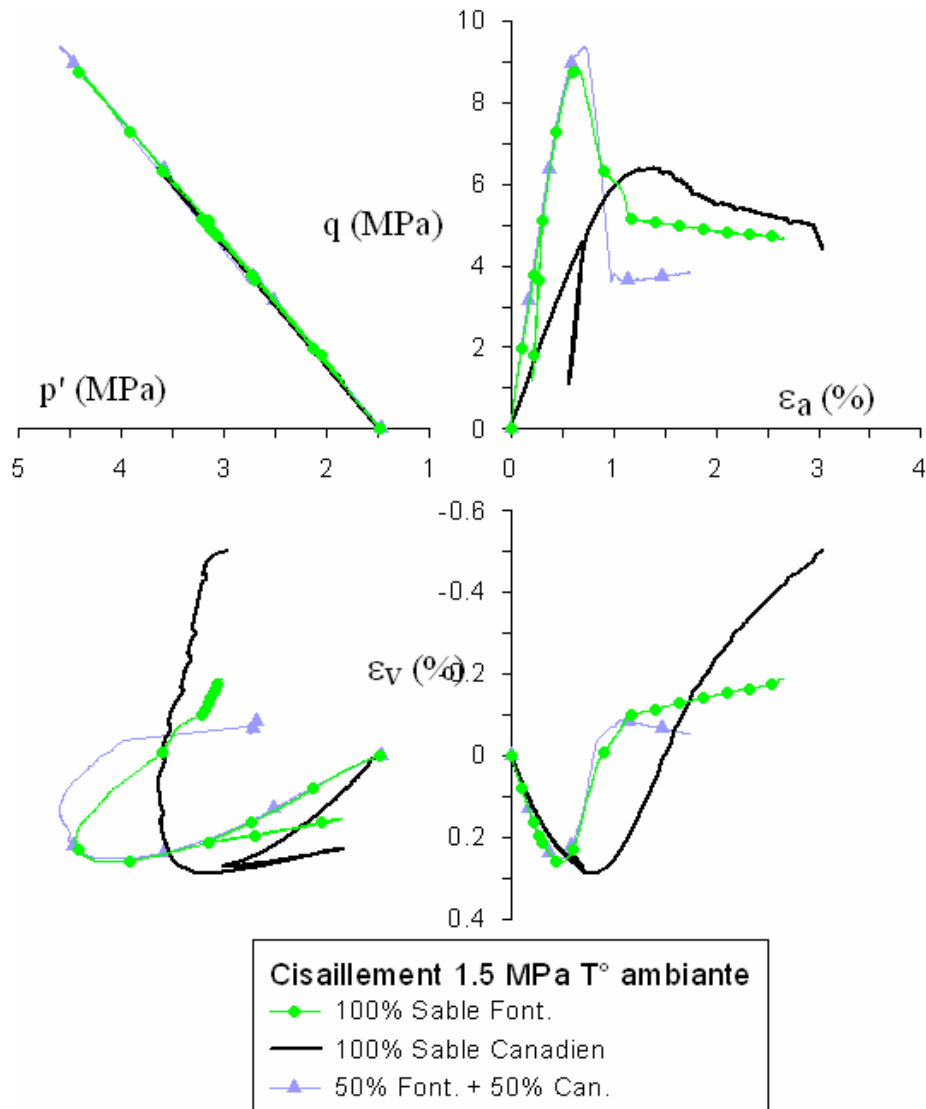 10
8
q (MPa)
6
4
p' (MPa)
2
εa (%)
0
5 4 3 2 1
0 1 2 3 4
-0.6
-0.4
εv (%)
-0.2
0
0.2
0.4
Cisaillement 1.5 MPa T° ambiante
100% Sable Font.
100% Sable Canadien
50% Font. + 50% Can.